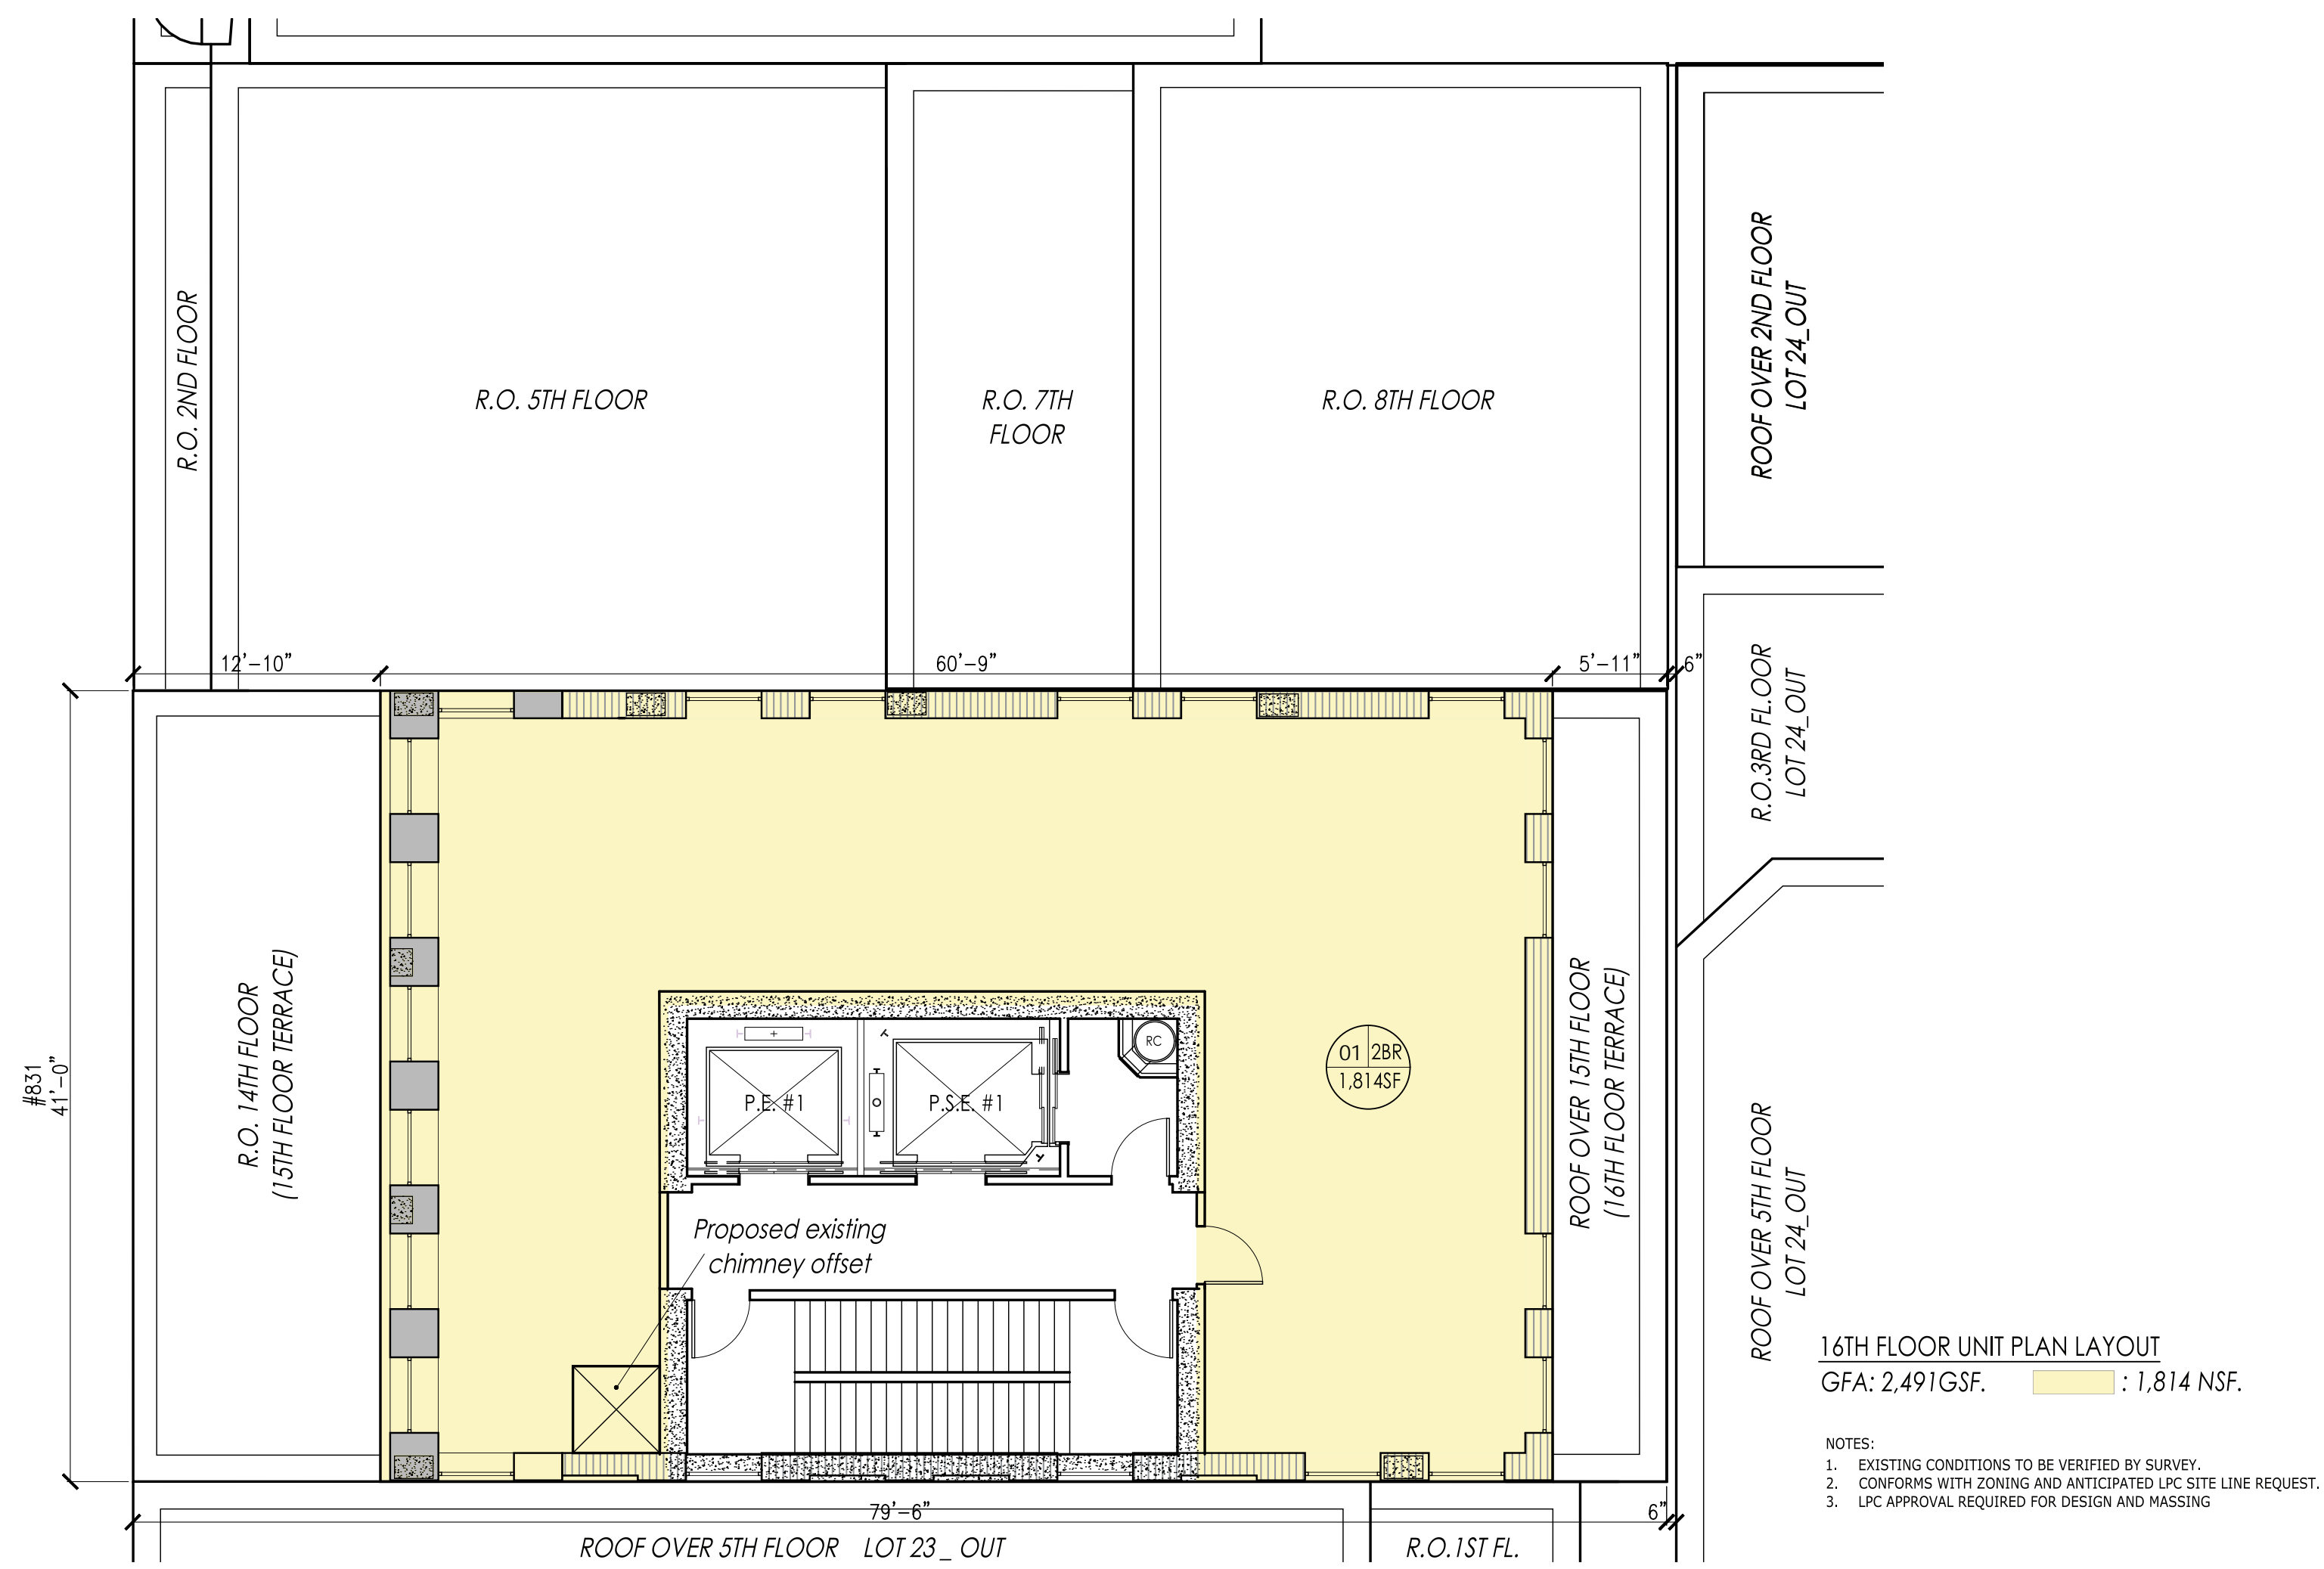 R.O. 2ND FLOOR
R.O. 5TH FLOOR
R.O. 7TH
FLOOR
R.O. 8TH FLOOR
ROOF OVER 2ND FLOOR
LOT 24_OUT
12'-10"
60'-9"
5'-11"
6"
R.O.3RD FL.OOR
LOT 24_OUT
#831
41'-0"
R.O. 14TH FLOOR
(15TH FLOOR TERRACE)
P.E. #1
P.S.E. #1
RC
01 2BR
1,814SF
ROOF OVER 15TH FLOOR
(16TH FLOOR TERRACE)
ROOF OVER 5TH FLOOR
LOT 24_OUT
Proposed existing
chimney offset
16TH FLOOR UNIT PLAN LAYOUT
GFA: 2,491GSF. : 1,814 NSF.
NOTES:
1. EXISTING CONDITIONS TO BE VERIFIED BY SURVEY.
2. CONFORMS WITH ZONING AND ANTICIPATED LPC SITE LINE REQUEST.
3. LPC APPROVAL REQUIRED FOR DESIGN AND MASSING
79'-6"
6"
ROOF OVER 5TH FLOOR LOT 23_ OUT
R.O.1ST FL.